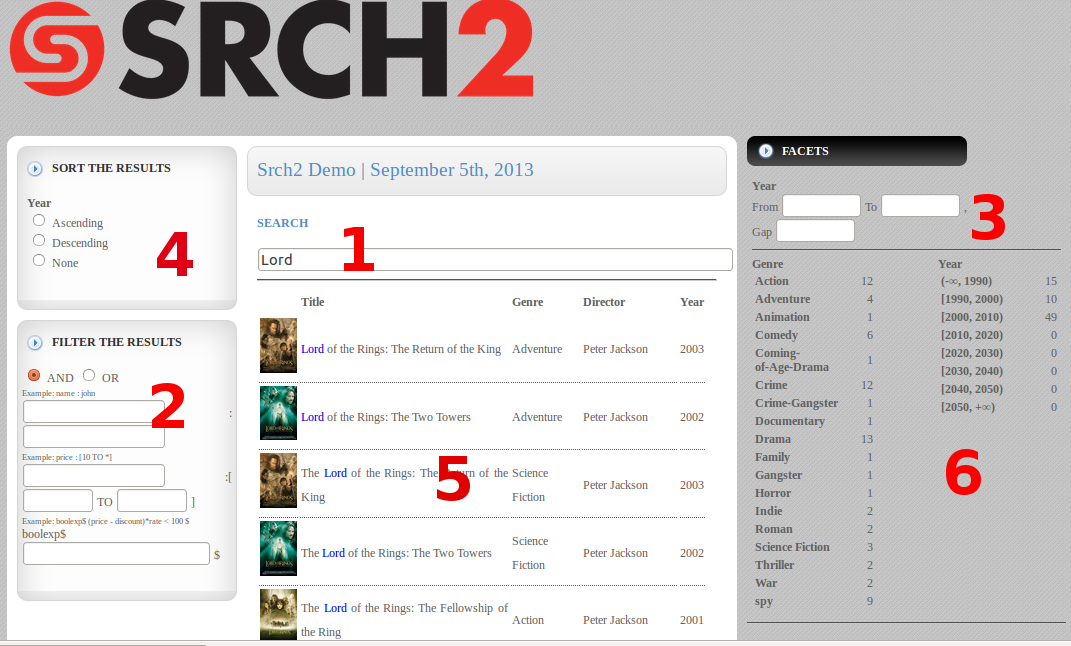 SRCH2
SORT THE RESULTS
Year
Ascending
Descending
None
4
FILTER THE RESULTS
AND OR
Example: name : john
2
:
Example: price : [10 TO *]
:[
TO ]
Example: boolexp$ (price - discount)*rate < 100 $
boolexp$
$
Srch2 Demo | September 5th, 2013
SEARCH
1
Lord
Title Genre Director Year
Lord of the Rings: The Return of the King Adventure Peter Jackson 2003
Lord of the Rings: The Two Towers Adventure Peter Jackson 2002
The Lord of the Rings: The Return of the King Science Fiction Peter Jackson 2003
5
The Lord of the Rings: The Two Towers Science Fiction Peter Jackson 2002
The Lord of the Rings: The Fellowship of the Ring Action Peter Jackson 2001
FACETS
Year
From To ,
3
Gap
Genre
Action 12
Adventure 4
Animation 1
Comedy 6
Coming-
of-Age-Drama 1
Crime 12
Crime-Gangster 1
Documentary 1
Drama 13
Family 1
Gangster 1
Horror 1
Indie 2
Roman 2
Science Fiction 3
Thriller 2
War 2
spy 9
Year
(-∞, 1990) 15
[1990, 2000) 10
[2000, 2010) 49
[2010, 2020) 0
[2020, 2030) 0
[2030, 2040) 0
[2040, 2050) 0
[2050, +∞) 0
6